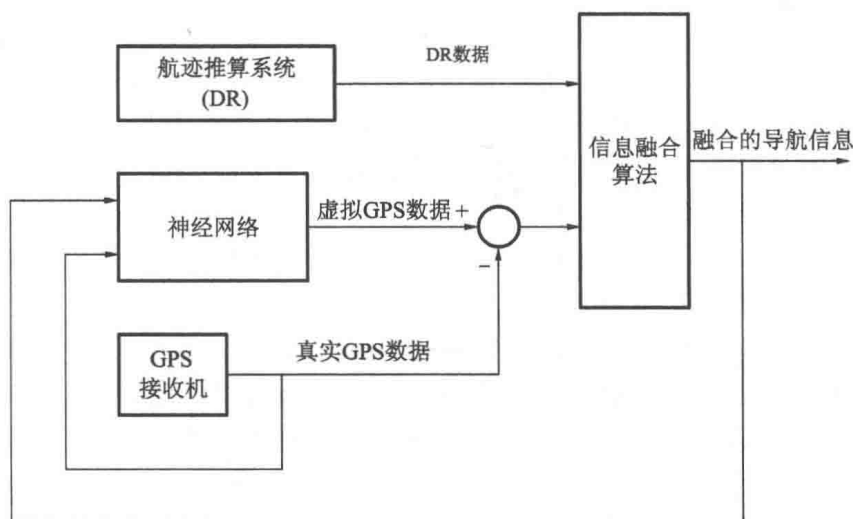 航迹推算系统
(DR)
DR数据
信息融合
算法
融合的导航信息
神经网络
虚拟GPS数据
+
−
GPS
接收机
真实GPS数据